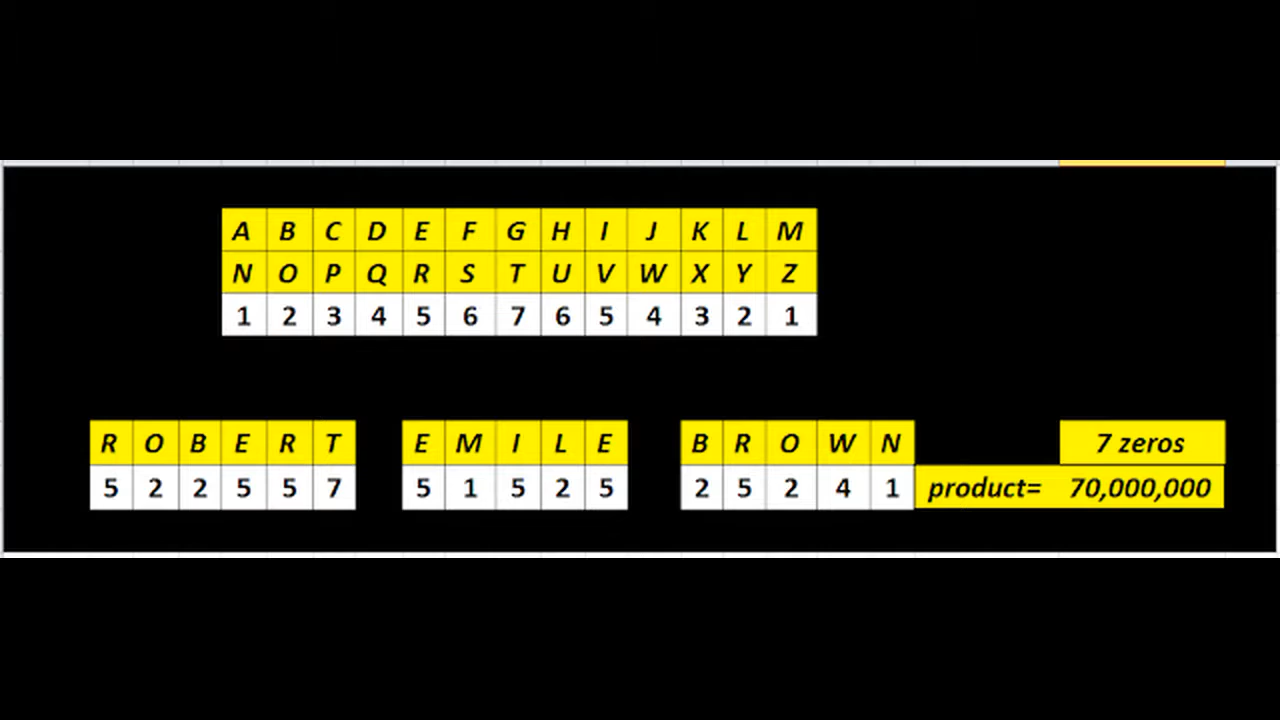 A B C D E F G H I J K L M
N O P Q R S T U V W X Y Z
1 2 3 4 5 6 7 6 5 4 3 2 1
R O B E R T E M I L E B R O W N 7 zeros
5 2 2 5 5 7 5 1 5 2 5 2 5 2 4 1 product= 70,000,000